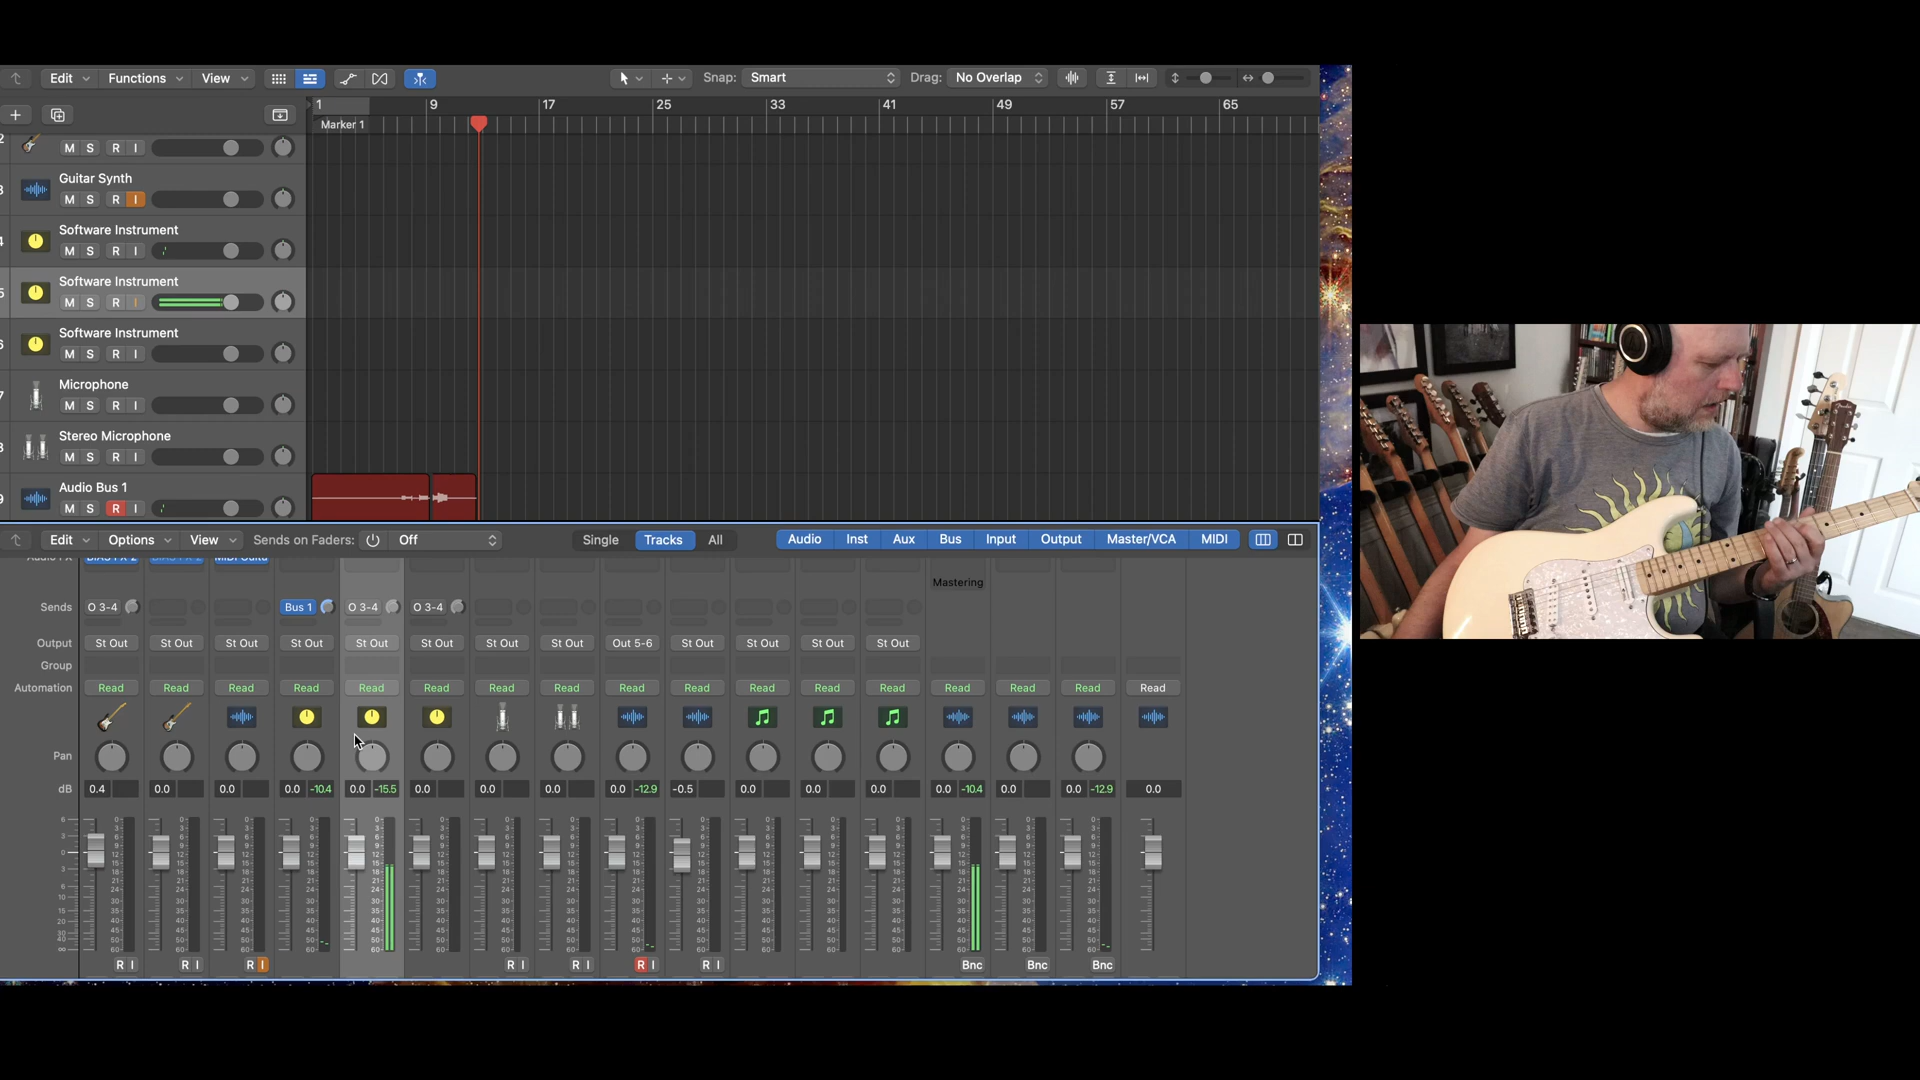 Edit Functions View Snap: Smart Drag: No Overlap
1 9 17 25 33 41 49 57 65
Marker 1
2 M S R I
3 Guitar Synth
M S R I
4 Software Instrument
M S R I
5 Software Instrument
M S R I
6 Software Instrument
M S R I
7 Microphone
M S R I
8 Stereo Microphone
M S R I
9 Audio Bus 1
M S R I
Edit Options View Sends on Faders: Off Single Tracks All Audio Inst Aux Bus Input Output Master/VCA MIDI
Mastering
Sends O 3-4 Bus 1 O 3-4 O 3-4
Output St Out St Out St Out St Out St Out St Out St Out St Out Out 5-6 St Out St Out St Out St Out
Group
Automation Read Read Read Read Read Read Read Read Read Read Read Read Read Read Read Read Read
Pan
dB 0.4 0.0 0.0 0.0 -10.4 0.0 -15.5 0.0 0.0 0.0 0.0 -12.9 -0.5 0.0 0.0 0.0 0.0 -10.4 0.0 0.0 -12.9 0.0
R I R I R I R I R I R I R I Bnc Bnc Bnc